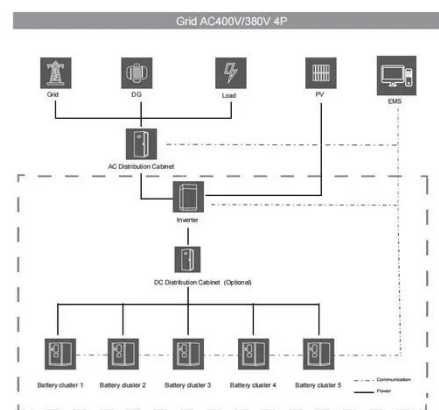 Grid AC400V/380V 4P
Grid
DG
Load
PV
EMS
AC Distribution Cabinet
Inverter
DC Distribution Cabinet (Optional)
Battery cluster 1
Battery cluster 2
Battery cluster 3
Battery cluster 4
Battery cluster 5
Communication
Power